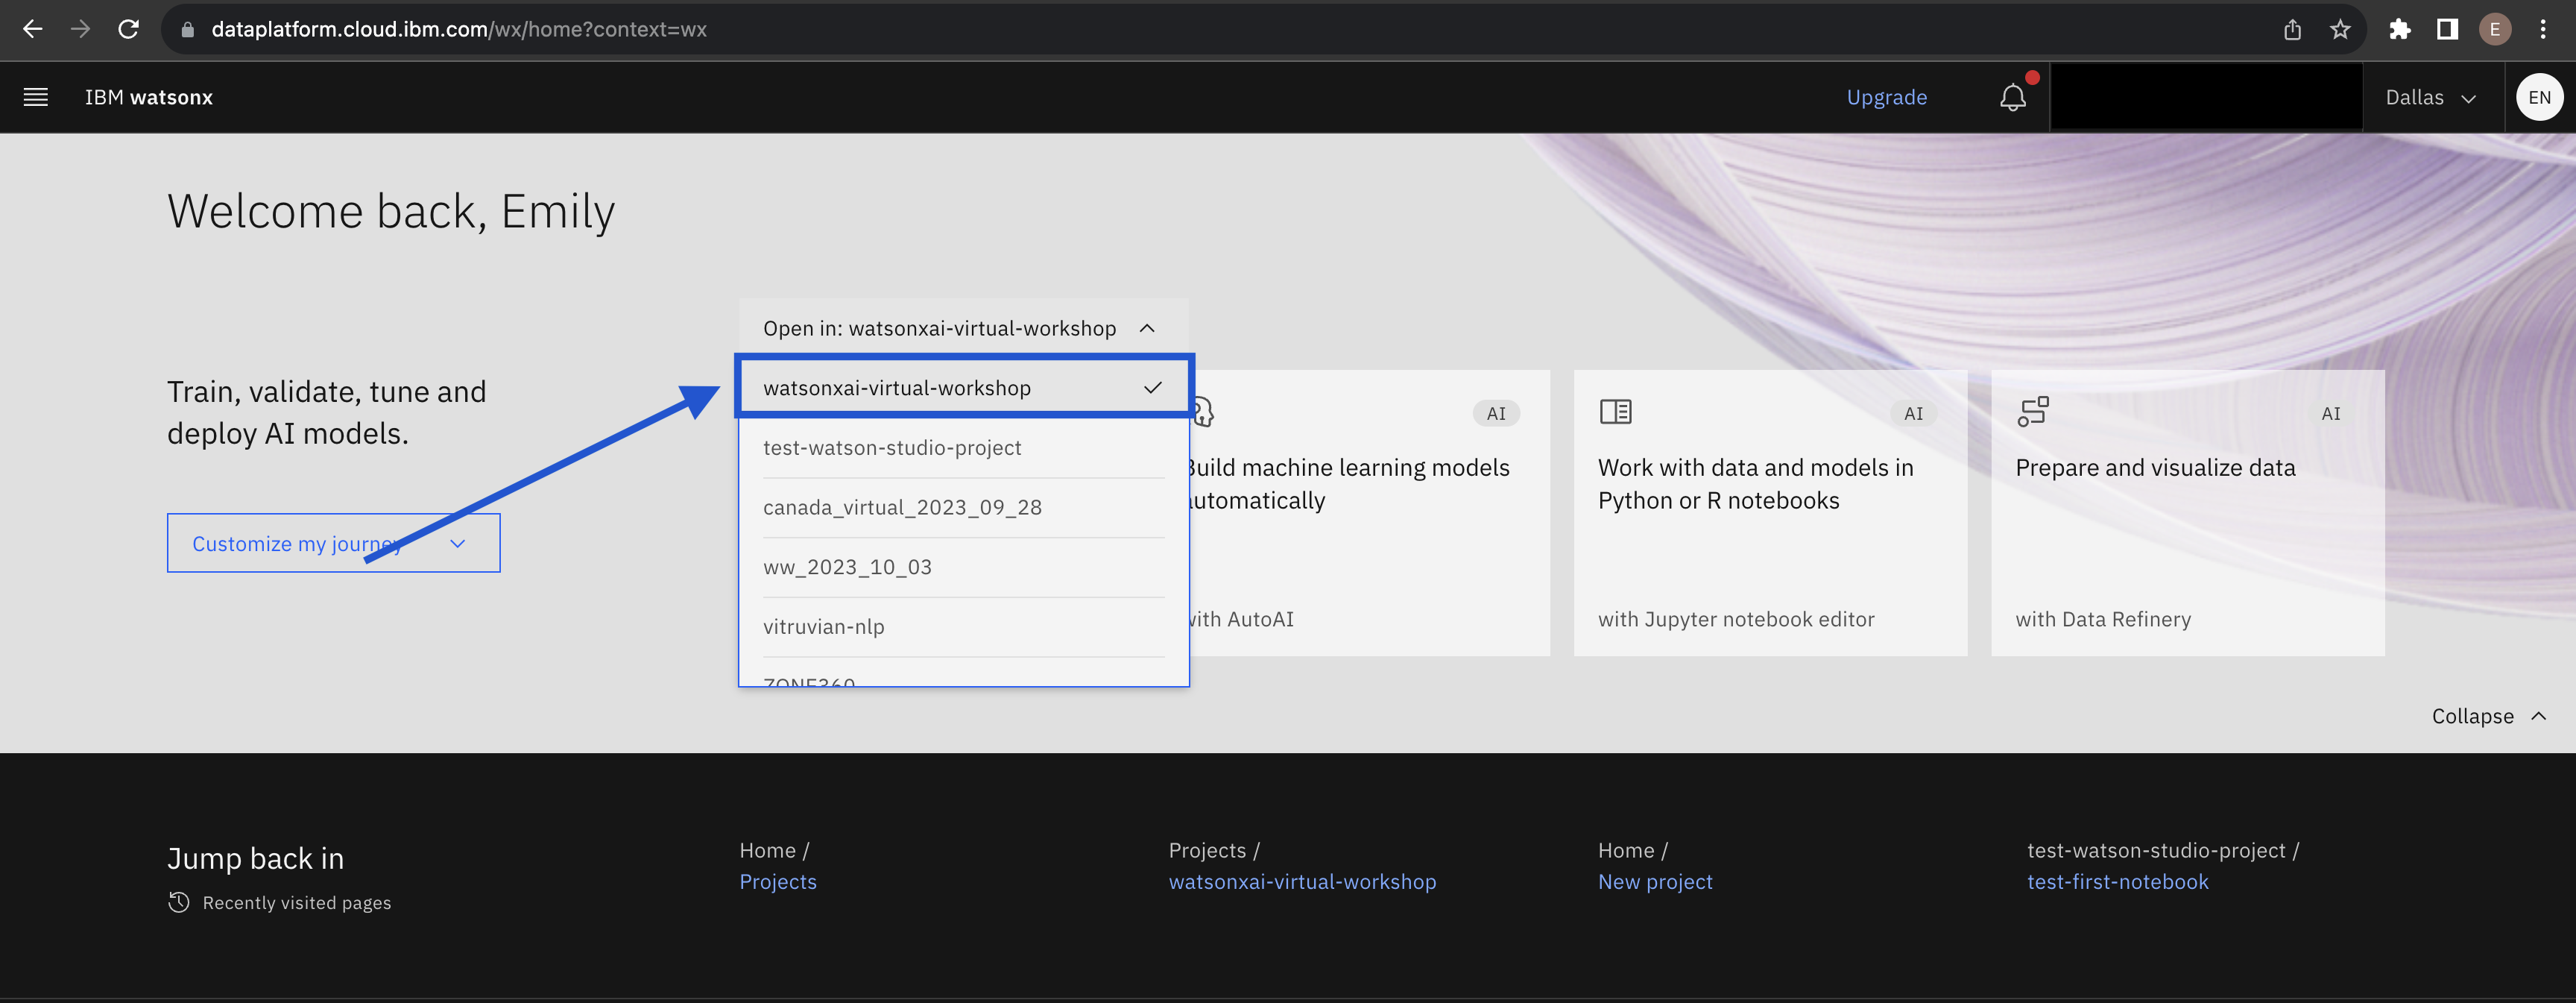 dataplatform.cloud.ibm.com/wx/home?context=wx
E
IBM watsonx
Upgrade
Dallas
EN
Welcome back, Emily
Open in: watsonxai-virtual-workshop
watsonxai-virtual-workshop
test-watson-studio-project
canada_virtual_2023_09_28
ww_2023_10_03
vitruvian-nlp
ZONE360
Train, validate, tune and
deploy AI models.
Customize my journey
AI
Build machine learning models
automatically
with AutoAI
AI
Work with data and models in
Python or R notebooks
with Jupyter notebook editor
AI
Prepare and visualize data
with Data Refinery
Collapse
Jump back in
Recently visited pages
Home /
Projects
Projects /
watsonxai-virtual-workshop
Home /
New project
test-watson-studio-project /
test-first-notebook